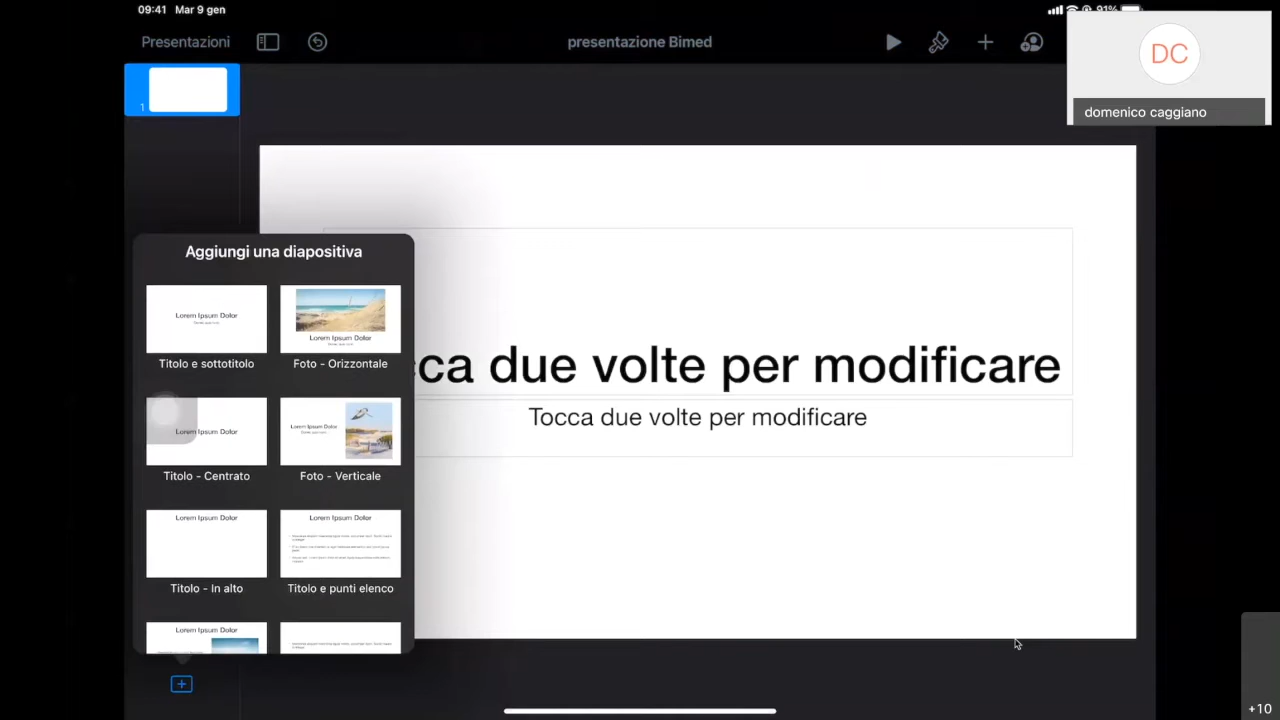 09:41 Mar 9 gen
91%
Presentazioni
presentazione Bimed
DC
domenico caggiano
1
Aggiungi una diapositiva
Lorem Ipsum Dolor
Titolo e sottotitolo
Lorem Ipsum Dolor
Foto - Orizzontale
cca due volte per modificare
Tocca due volte per modificare
Lorem Ipsum Dolor
Titolo - Centrato
Lorem Ipsum Dolor
Foto - Verticale
Lorem Ipsum Dolor
Titolo - In alto
Lorem Ipsum Dolor
Titolo e punti elenco
Lorem Ipsum Dolor
+10